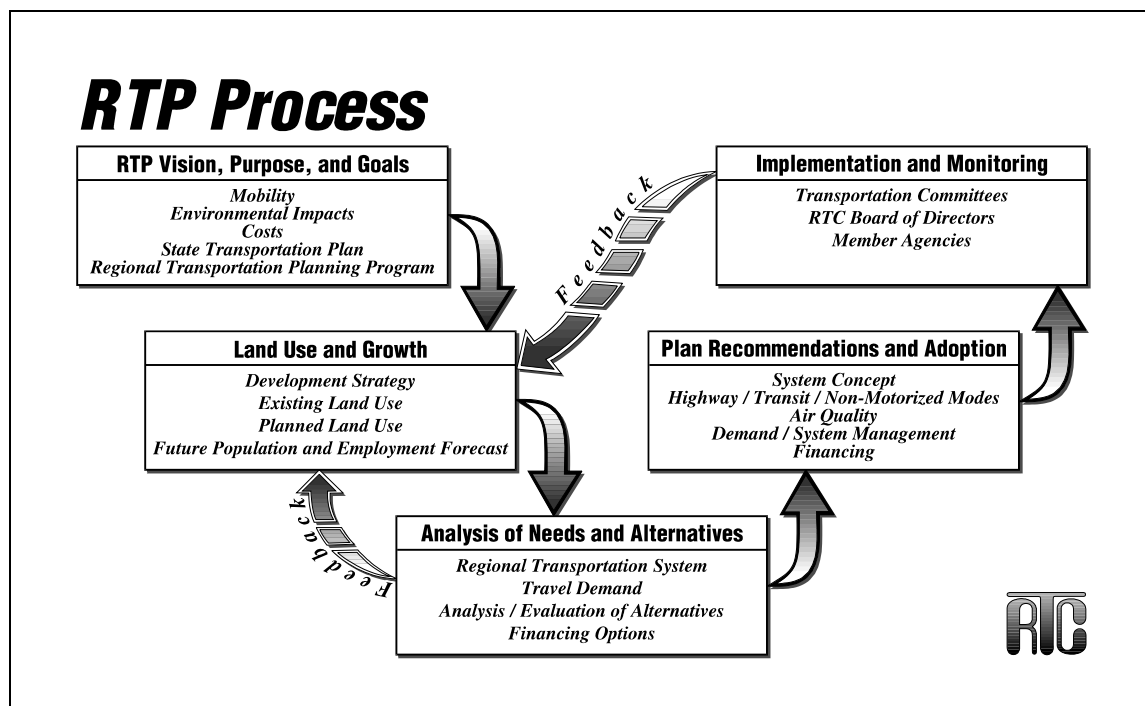 RTP Process
RTP Vision, Purpose, and Goals
Mobility
Environmental Impacts
Costs
State Transportation Plan
Regional Transportation Planning Program
Feedback
Implementation and Monitoring
Transportation Committees
RTC Board of Directors
Member Agencies
Land Use and Growth
Development Strategy
Existing Land Use
Planned Land Use
Future Population and Employment Forecast
Plan Recommendations and Adoption
System Concept
Highway / Transit / Non-Motorized Modes
Air Quality
Demand / System Management
Financing
Feedback
Analysis of Needs and Alternatives
Regional Transportation System
Travel Demand
Analysis / Evaluation of Alternatives
Financing Options
RTC